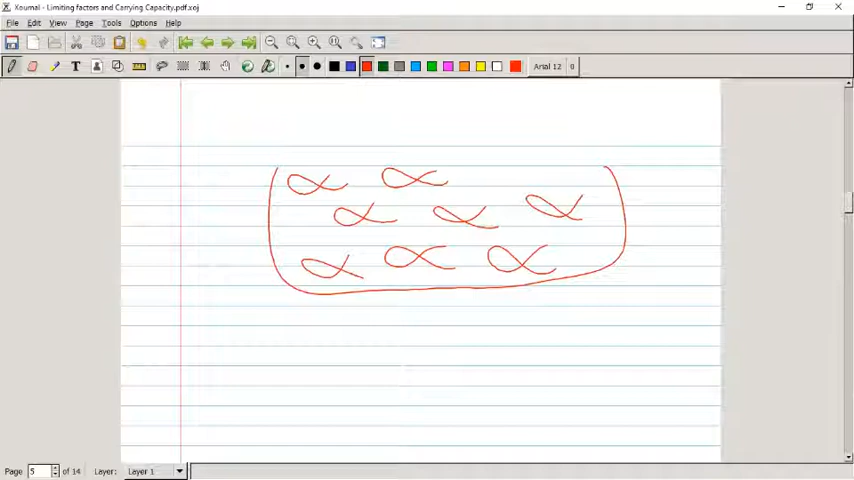 Xournal - Limiting factors and Carrying Capacity.pdf.xoj
File Edit View Page Tools Options Help
Arial 12 0
Page 5 of 14 Layer: Layer 1